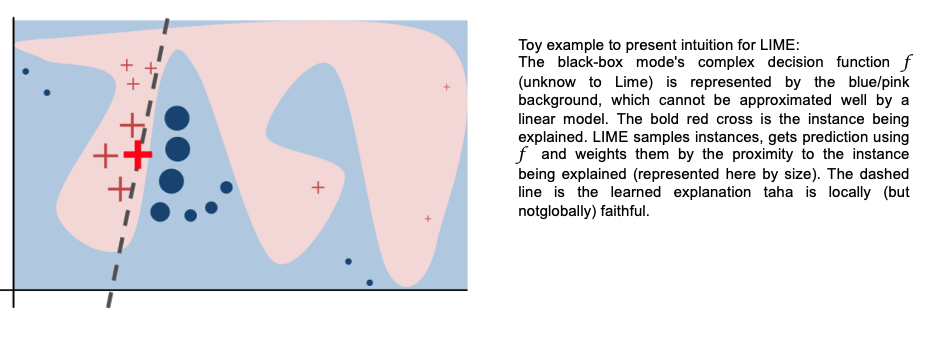 Toy example to present intuition for LIME:
The black-box mode's complex decision function f
(unknow to Lime) is represented by the blue/pink
background, which cannot be approximated well by a
linear model. The bold red cross is the instance being
explained. LIME samples instances, gets prediction using
f and weights them by the proximity to the instance
being explained (represented here by size). The dashed
line is the learned explanation taha is locally (but
notglobally) faithful.